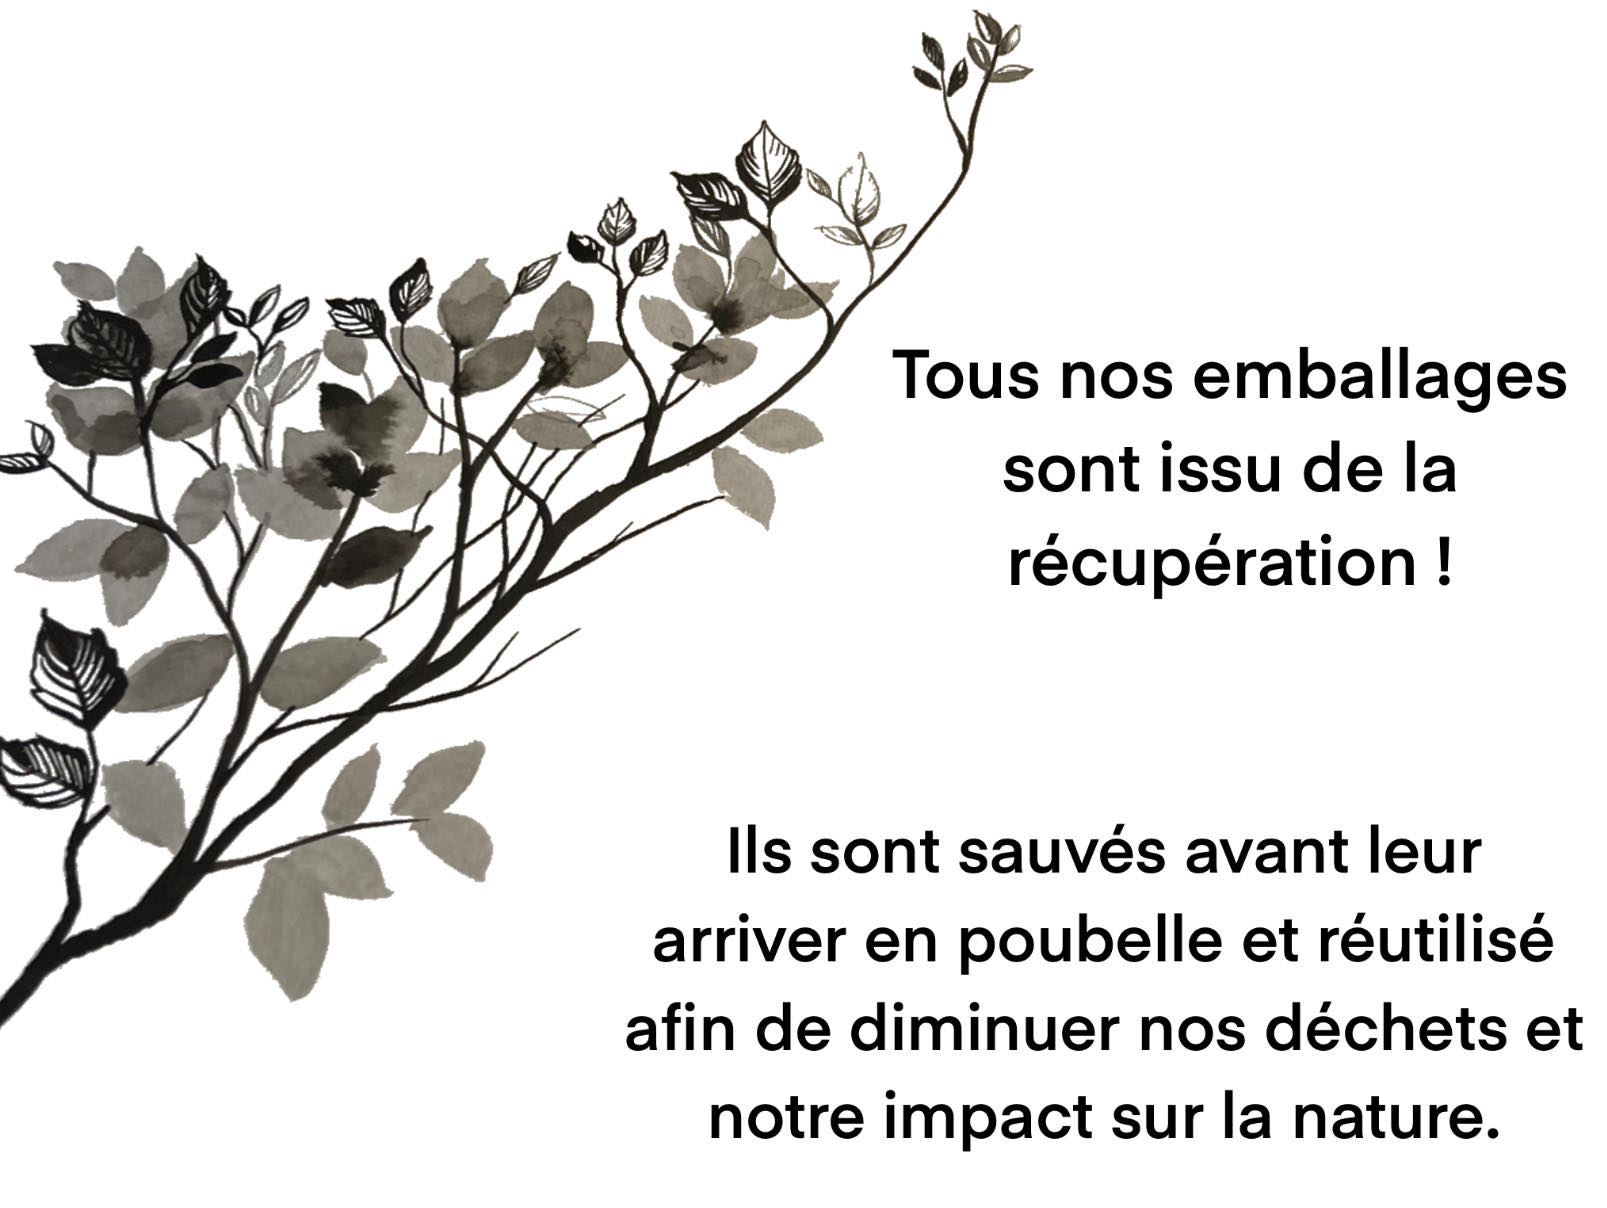 Tous nos emballages
sont issu de la
récupération !
Ils sont sauvés avant leur
arriver en poubelle et réutilisé
afin de diminuer nos déchets et
notre impact sur la nature.